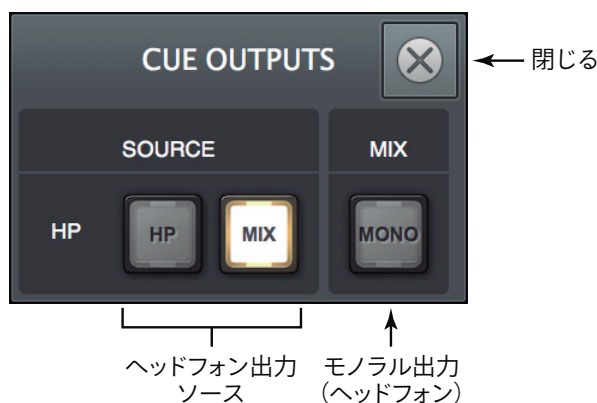 CUE OUTPUTS
閉じる
SOURCE
MIX
HP
HP
MIX
MONO
ヘッドフォン出力
ソース
モノラル出力
（ヘッドフォン）